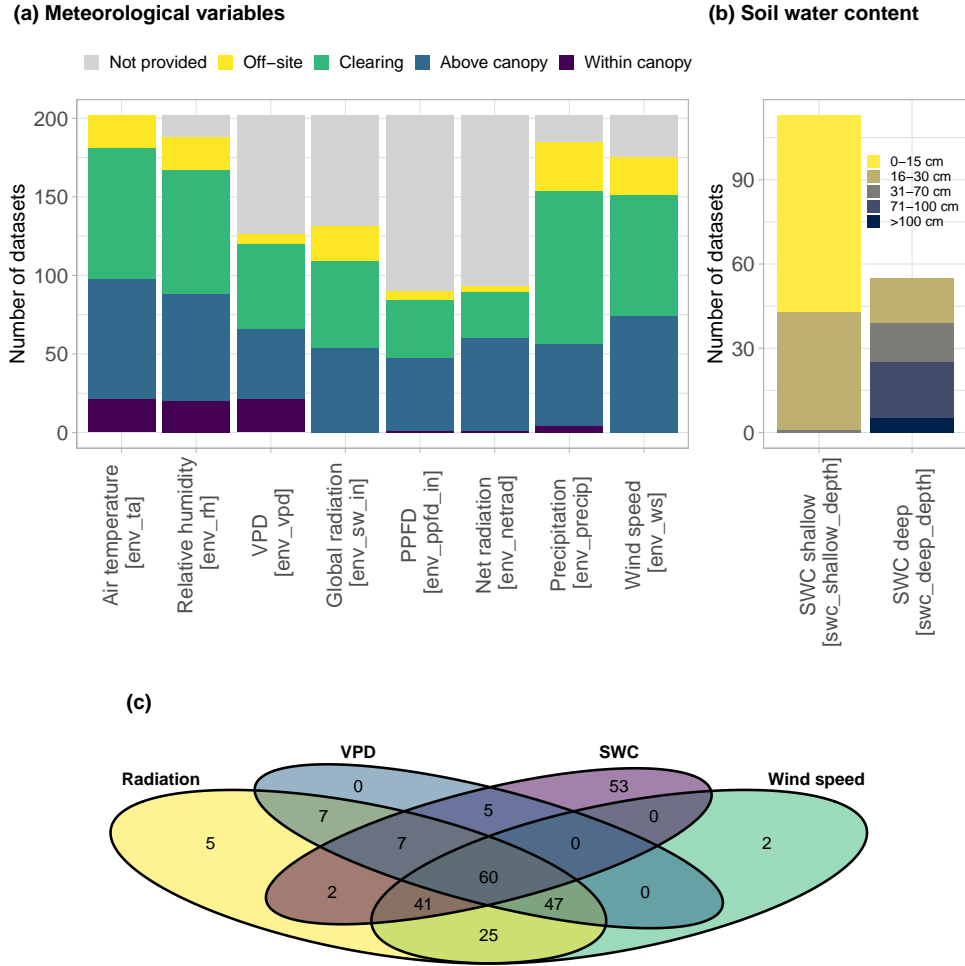 (a) Meteorological variables
Not provided
Off−site
Clearing
Above canopy
Within canopy
Number of datasets
200
150
100
50
0
Air temperature
[env_ta]
Relative humidity
[env_rh]
VPD
[env_vpd]
Global radiation
[env_sw_in]
PPFD
[env_ppfd_in]
Net radiation
[env_netrad]
Precipitation
[env_precip]
Wind speed
[env_ws]
(b) Soil water content
Number of datasets
90
60
30
0
0−15 cm
16−30 cm
31−70 cm
71−100 cm
>100 cm
SWC shallow
[swc_shallow_depth]
SWC deep
[swc_deep_depth]
(c)
VPD
SWC
Radiation
Wind speed
0
53
7
5
0
5
7
0
2
60
2
0
41
47
25